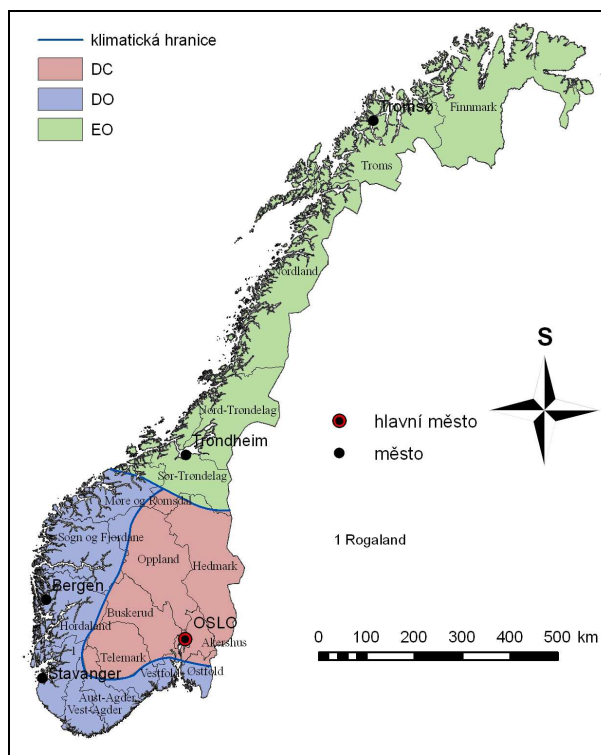 klimatická hranice
DC
DO
EO
Tromsø
Finnmark
Troms
Nordland
S
Nord-Trøndelag
hlavní město
Trondheim
město
Sør-Trøndelag
Møre og Romsdal
Sogn og Fjordane
1 Rogaland
Oppland
Hedmark
Bergen
Buskerud
Hordaland
OSLO
Akershus
1
Telemark
Stavanger
Vestfold
Østfold
Aust-Agder
Vest-Agder
0 100 200 300 400 500 km